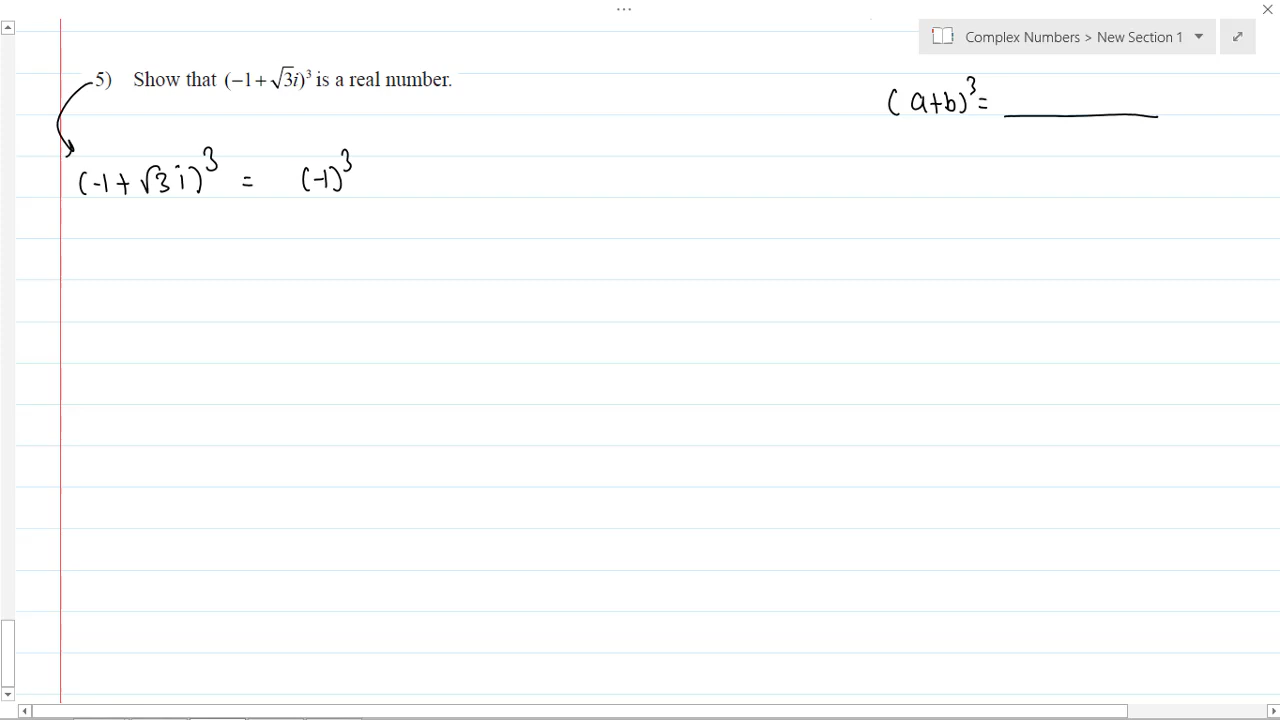 Complex Numbers > New Section 1
5) Show that (−1 + √3i)³ is a real number.
(a+b)³ = ________
(-1 + √3 i)³ = (-1)³